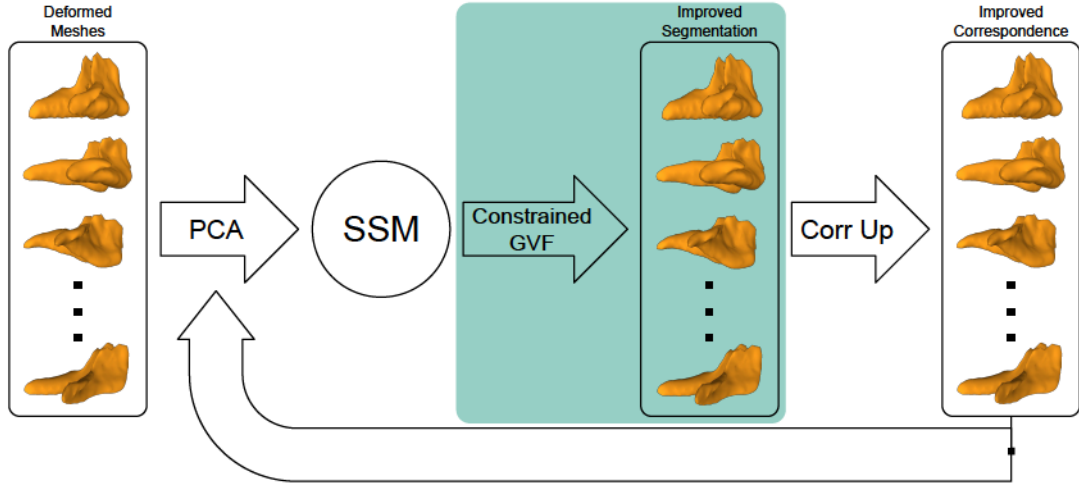 Deformed
Meshes
PCA
SSM
Constrained
GVF
Improved
Segmentation
Corr Up
Improved
Correspondence